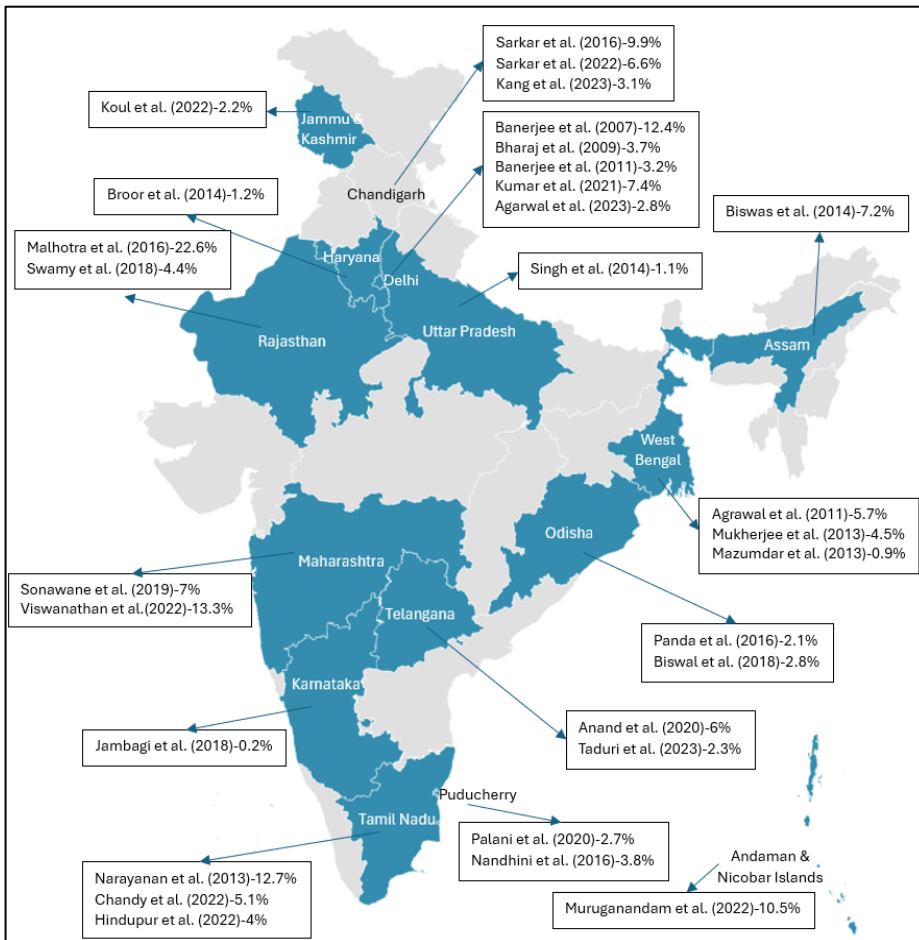 Sarkar et al. (2016)-9.9%
Sarkar et al. (2022)-6.6%
Kang et al. (2023)-3.1%
Koul et al. (2022)-2.2%
Jammu &
Kashmir
Banerjee et al. (2007)-12.4%
Bharaj et al. (2009)-3.7%
Banerjee et al. (2011)-3.2%
Kumar et al. (2021)-7.4%
Agarwal et al. (2023)-2.8%
Chandigarh
Broor et al. (2014)-1.2%
Biswas et al. (2014)-7.2%
Malhotra et al. (2016)-22.6%
Swamy et al. (2018)-4.4%
Haryana
Delhi
Singh et al. (2014)-1.1%
Rajasthan
Uttar Pradesh
Assam
West
Bengal
Agrawal et al. (2011)-5.7%
Mukherjee et al. (2013)-4.5%
Mazumdar et al. (2013)-0.9%
Odisha
Maharashtra
Sonawane et al. (2019)-7%
Viswanathan et al.(2022)-13.3%
Telangana
Panda et al. (2016)-2.1%
Biswal et al. (2018)-2.8%
Karnataka
Anand et al. (2020)-6%
Taduri et al. (2023)-2.3%
Jambagi et al. (2018)-0.2%
Puducherry
Tamil Nadu
Palani et al. (2020)-2.7%
Nandhini et al. (2016)-3.8%
Andaman &
Nicobar Islands
Narayanan et al. (2013)-12.7%
Chandy et al. (2022)-5.1%
Hindupur et al. (2022)-4%
Muruganandam et al. (2022)-10.5%